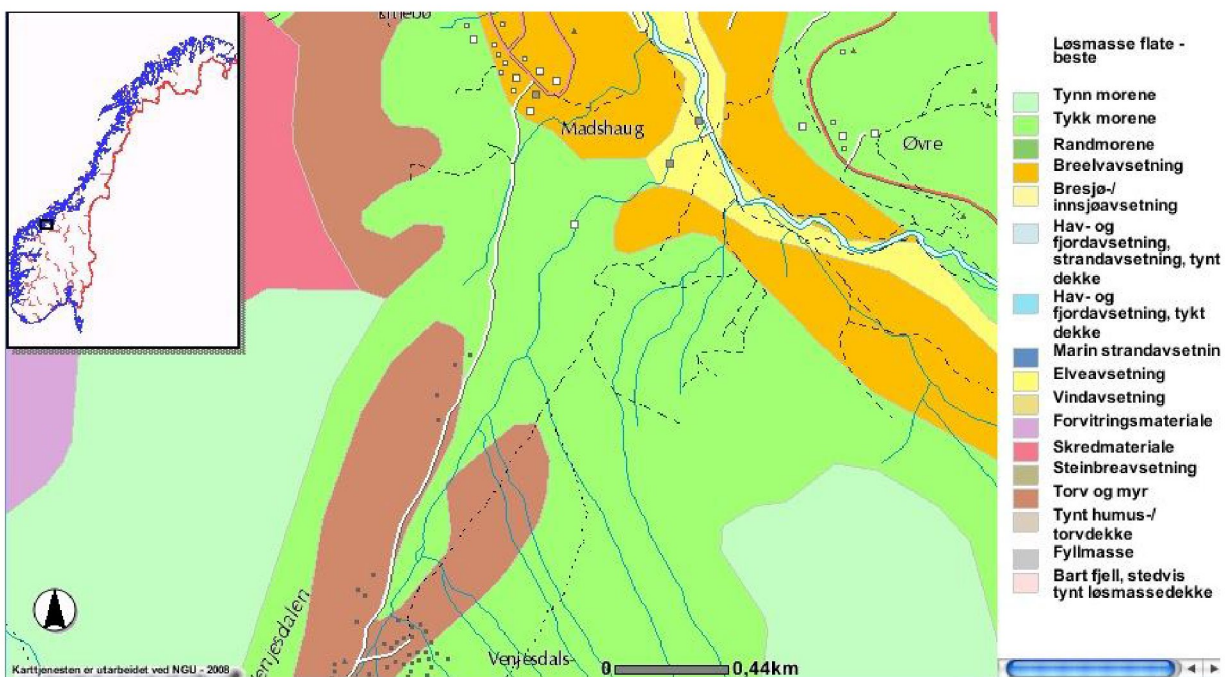 Madshaug
Øvre
Venjesdalen
Venjesdals-
0 0,44km
Karttjenesten er utarbeidet ved NGU - 2008
Løsmasse flate -
beste
Tynn morene
Tykk morene
Randmorene
Breelvavsetning
Bresjø-/
innsjøavsetning
Hav- og
fjordavsetning,
strandavsetning, tynt
dekke
Hav- og
fjordavsetning, tykt
dekke
Marin strandavsetnin
Elveavsetning
Vindavsetning
Forvitringsmateriale
Skredmateriale
Steinbreavsetning
Torv og myr
Tynt humus-/
torvdekke
Fyllmasse
Bart fjell, stedvis
tynt løsmassedekke